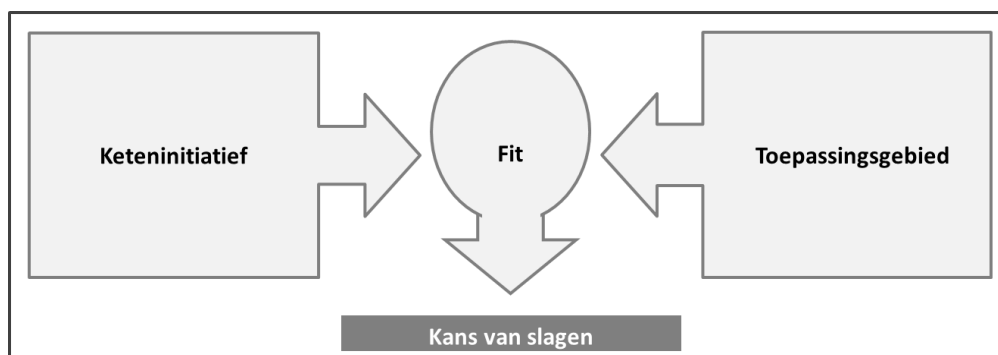 Keteninitiatief
Fit
Toepassingsgebied
Kans van slagen